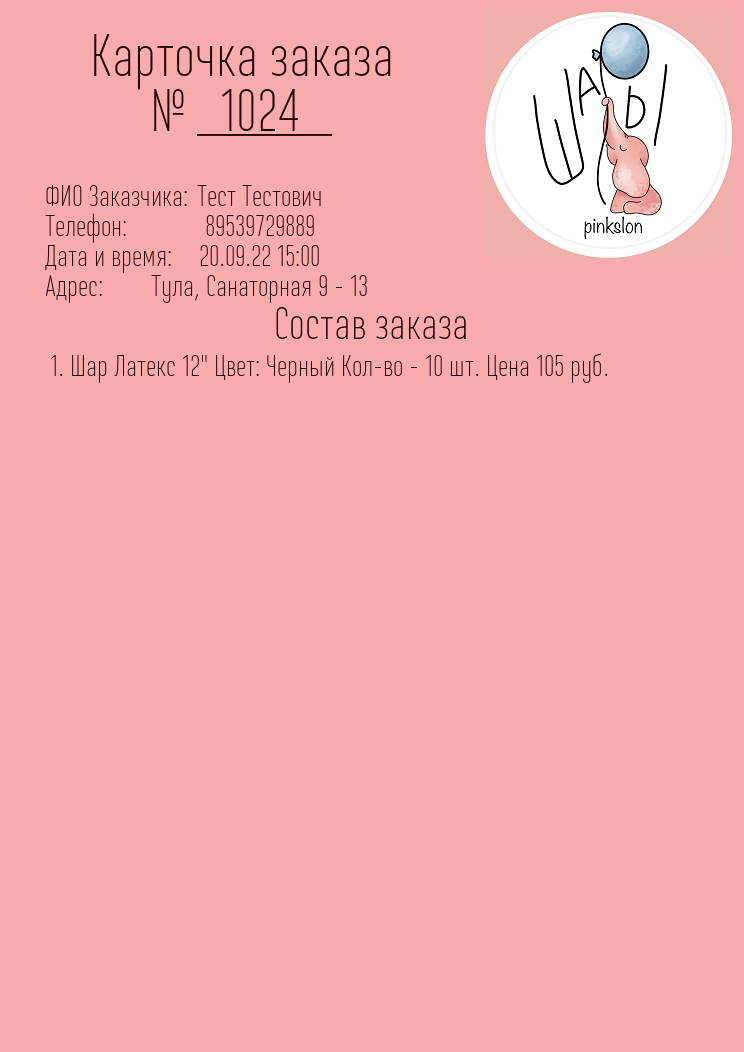 Карточка заказа
№ 1024
ШАРЫ
pinkslon
ФИО Заказчика: Тест Тестович
Телефон: 89539729889
Дата и время: 20.09.22 15:00
Адрес: Тула, Санаторная 9 - 13
Состав заказа
1. Шар Латекс 12" Цвет: Черный Кол-во - 10 шт. Цена 105 руб.